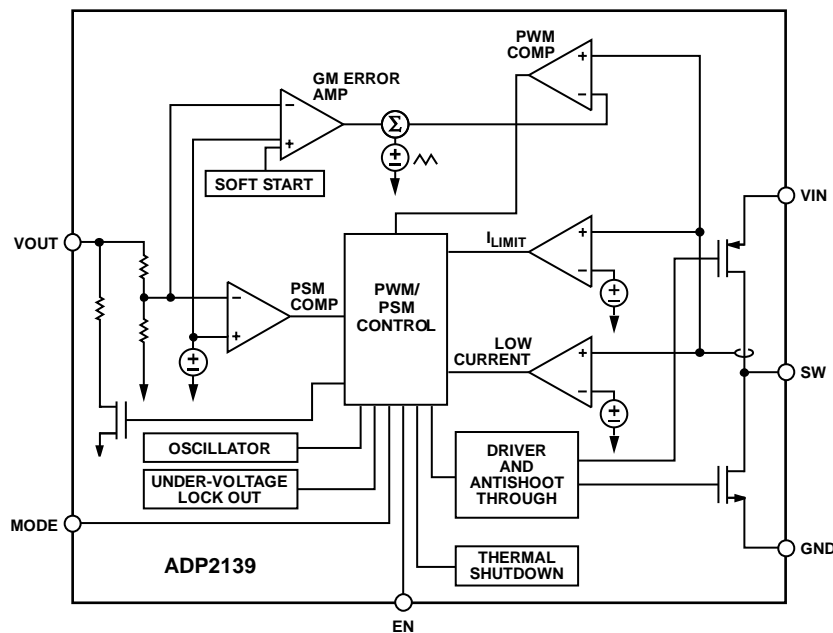 PWM
COMP
+
−
GM ERROR
AMP
−
+
Σ
+
−
SOFT START
VIN
VOUT
I LIMIT
+
−
+
−
PSM
COMP
−
+
PWM/
PSM
CONTROL
+
−
LOW
CURRENT
+
−
+
−
SW
OSCILLATOR
DRIVER
AND
ANTISHOOT
THROUGH
UNDER-VOLTAGE
LOCK OUT
MODE
GND
ADP2139
THERMAL
SHUTDOWN
EN